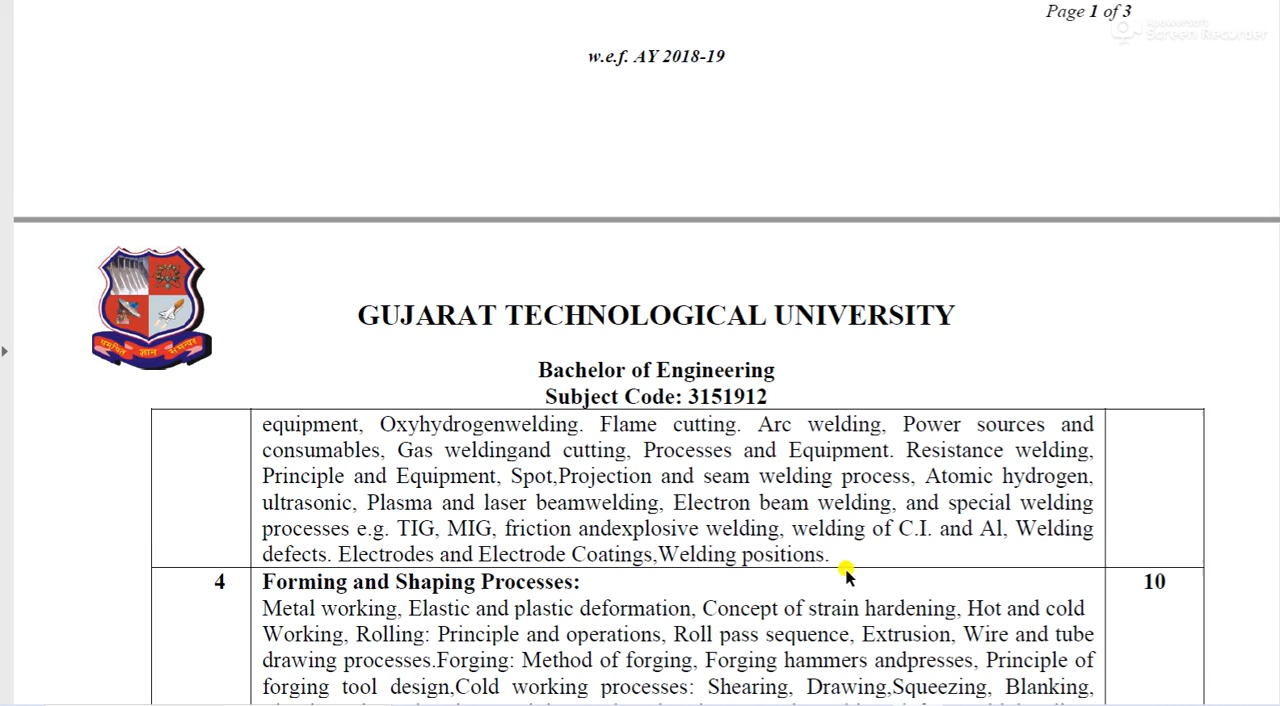 Page 1 of 3
Apowersoft
Screen Recorder
w.e.f. AY 2018-19
GUJARAT TECHNOLOGICAL UNIVERSITY
Bachelor of Engineering
Subject Code: 3151912
equipment, Oxyhydrogenwelding. Flame cutting. Arc welding, Power sources and
consumables, Gas weldingand cutting, Processes and Equipment. Resistance welding,
Principle and Equipment, Spot,Projection and seam welding process, Atomic hydrogen,
ultrasonic, Plasma and laser beamwelding, Electron beam welding, and special welding
processes e.g. TIG, MIG, friction andexplosive welding, welding of C.I. and Al, Welding
defects. Electrodes and Electrode Coatings,Welding positions.
4 Forming and Shaping Processes: 10
Metal working, Elastic and plastic deformation, Concept of strain hardening, Hot and cold
Working, Rolling: Principle and operations, Roll pass sequence, Extrusion, Wire and tube
drawing processes.Forging: Method of forging, Forging hammers andpresses, Principle of
forging tool design,Cold working processes: Shearing, Drawing,Squeezing, Blanking,